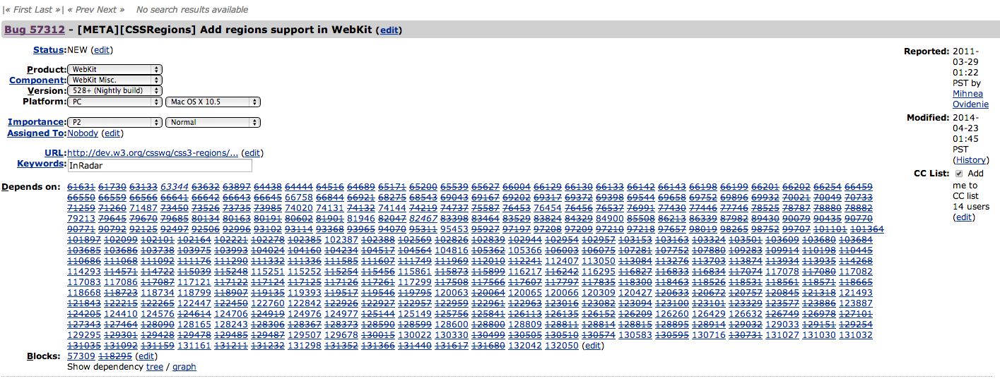 |« First Last »| « Prev Next »    No search results available
Bug 57312 - [META][CSSRegions] Add regions support in WebKit (edit)
Status: NEW (edit)
Product: WebKit
Component: WebKit Misc.
Version: 528+ (Nightly build)
Platform: PC Mac OS X 10.5
Importance: P2 Normal
Assigned To: Nobody (edit)
URL: http://dev.w3.org/csswg/css3-regions/... (edit)
Keywords: InRadar
Reported: 2011-
03-29
01:22
PST by
Mihnea
Ovidenie
Modified: 2014-
04-23
01:45
PST
(History)
CC List: Add
me to
CC list
14 users
(edit)
Depends on: 61631 61730 63133 63344 63632 63897 64438 64444 64516 64689 65171 65200 65539 65627 66004 66129 66130 66133 66142 66143 66198 66199 66201 66202 66254 66459
66550 66559 66566 66641 66642 66643 66645 66758 66844 66921 68275 68543 69043 69167 69202 69317 69372 69398 69544 69658 69752 69896 69932 70021 70049 70733
71259 71260 71487 73450 73526 73735 73985 74020 74131 74132 74144 74219 74737 75587 76453 76454 76456 76537 76991 77430 77446 77746 78525 78787 78880 78882
79213 79645 79670 79685 80134 80163 80191 80602 81901 81946 82047 82467 83398 83464 83529 83824 84329 84900 85508 86213 86339 87982 89430 90079 90435 90770
90771 90792 92125 92497 92506 92996 93102 93114 93368 93965 94070 95311 95453 95927 97197 97208 97209 97210 97218 97657 98019 98265 98752 99707 101101 101364
101897 102099 102101 102164 102221 102278 102385 102387 102388 102569 102826 102839 102944 102954 102957 103153 103163 103324 103501 103609 103680 103684
103685 103686 103738 103975 103993 104024 104160 104234 104517 104564 104816 105362 105366 106003 106075 107281 107752 107880 109283 109914 110198 110445
110686 111068 111092 111176 111290 111332 111336 111585 111607 111749 111969 112010 112241 112407 113050 113084 113276 113703 113874 113934 113935 114268
114293 114571 114722 115039 115248 115251 115252 115254 115456 115861 115873 115899 116217 116242 116295 116827 116833 116834 117074 117078 117080 117082
117083 117086 117087 117121 117122 117124 117125 117126 117261 117299 117508 117566 117607 117797 117835 118300 118463 118526 118531 118561 118571 118665
118668 118723 118734 118799 118907 119135 119393 119517 119546 119795 120063 120064 120065 120066 120309 120427 120633 120672 120757 120845 121318 121493
121843 122215 122265 122447 122450 122760 122842 122926 122927 122957 122959 122961 122963 123016 123082 123094 123100 123101 123329 123577 123886 123887
124205 124410 124576 124614 124706 124919 124976 124977 125144 125149 125756 125841 126113 126135 126152 126209 126260 126429 126632 126749 126978 127101
127343 127464 128090 128165 128243 128306 128367 128373 128590 128599 128600 128800 128809 128811 128814 128815 128895 128914 129032 129033 129151 129254
129295 129301 129428 129478 129485 129487 129507 129678 130015 130022 130330 130499 130505 130510 130574 130583 130595 130716 130731 131027 131030 131032
131035 131092 131159 131161 131211 131232 131298 131352 131366 131440 131617 131680 132042 132050 (edit)
Blocks: 57309 118295 (edit)
Show dependency tree / graph